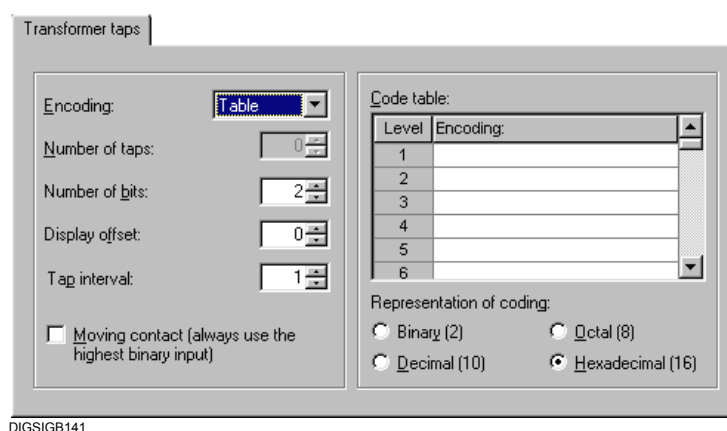 Transformer taps
Encoding: Table
Number of taps: 0
Number of bits: 2
Display offset: 0
Tap interval: 1
Moving contact (always use the
highest binary input)
Code table:
Level Encoding:
1
2
3
4
5
6
Representation of coding:
Binary (2) Octal (8)
Decimal (10) Hexadecimal (16)
DIGSIGB141